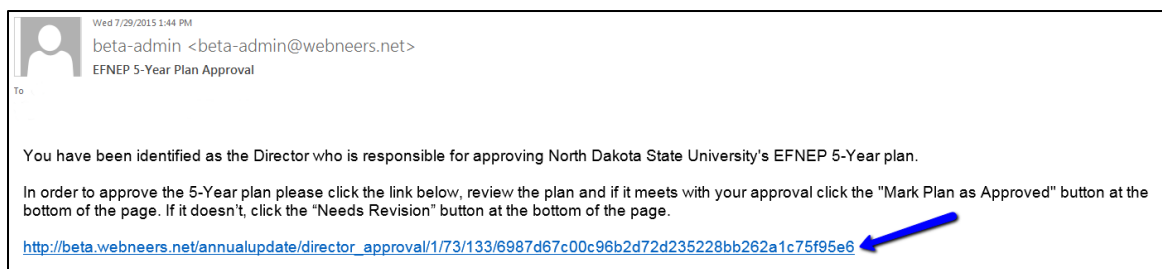 Wed 7/29/2015 1:44 PM
beta-admin <beta-admin@webneers.net>
EFNEP 5-Year Plan Approval
To
You have been identified as the Director who is responsible for approving North Dakota State University's EFNEP 5-Year plan.
In order to approve the 5-Year plan please click the link below, review the plan and if it meets with your approval click the "Mark Plan as Approved" button at the
bottom of the page. If it doesn't, click the “Needs Revision” button at the bottom of the page.
http://beta.webneers.net/annualupdate/director_approval/1/73/133/6987d67c00c96b2d72d235228bb262a1c75f95e6